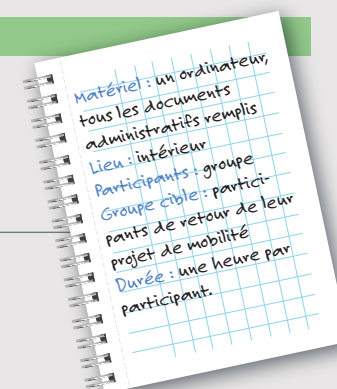 Matériel : un ordinateur,
tous les documents
administratifs remplis
Lieu : intérieur
Participants : groupe
Groupe cible : partici-
pants de retour de leur
projet de mobilité
Durée : une heure par
participant.